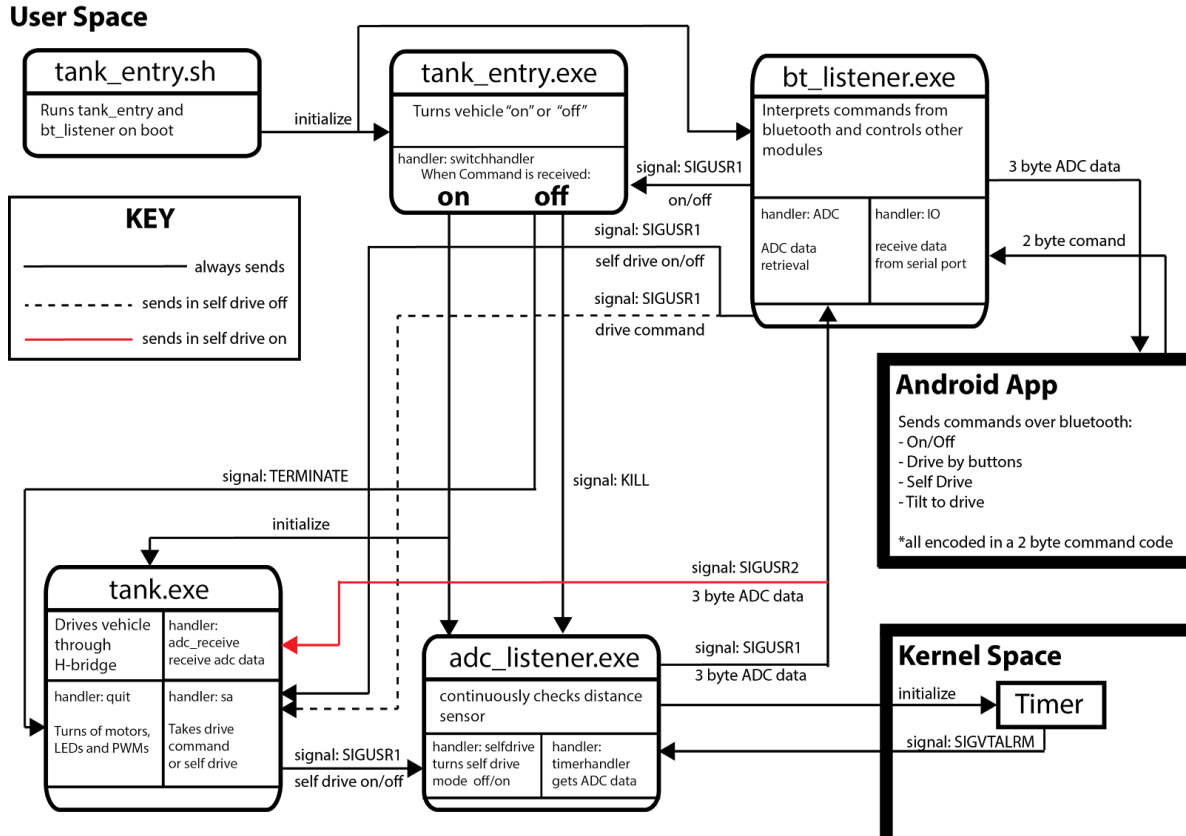 User Space
tank_entry.sh
Runs tank_entry and
bt_listener on boot
initialize
tank_entry.exe
Turns vehicle “on” or “off”
handler: switchhandler
When Command is received:
on
off
bt_listener.exe
Interprets commands from
bluetooth and controls other
modules
handler: ADC
ADC data
retrieval
handler: IO
receive data
from serial port
signal: SIGUSR1
on/off
3 byte ADC data
2 byte comand
KEY
always sends
sends in self drive off
sends in self drive on
signal: SIGUSR1
self drive on/off
signal: SIGUSR1
drive command
Android App
Sends commands over bluetooth:
- On/Off
- Drive by buttons
- Self Drive
- Tilt to drive
*all encoded in a 2 byte command code
signal: TERMINATE
signal: KILL
initialize
signal: SIGUSR2
3 byte ADC data
tank.exe
Drives vehicle
through
H-bridge
handler:
adc_receive
receive adc data
handler: quit
Turns of motors,
LEDs and PWMs
handler: sa
Takes drive
command
or self drive
signal: SIGUSR1
self drive on/off
adc_listener.exe
continuously checks distance
sensor
handler: selfdrive
turns self drive
mode off/on
handler:
timerhandler
gets ADC data
signal: SIGUSR1
3 byte ADC data
Kernel Space
initialize
Timer
signal: SIGVTALRM